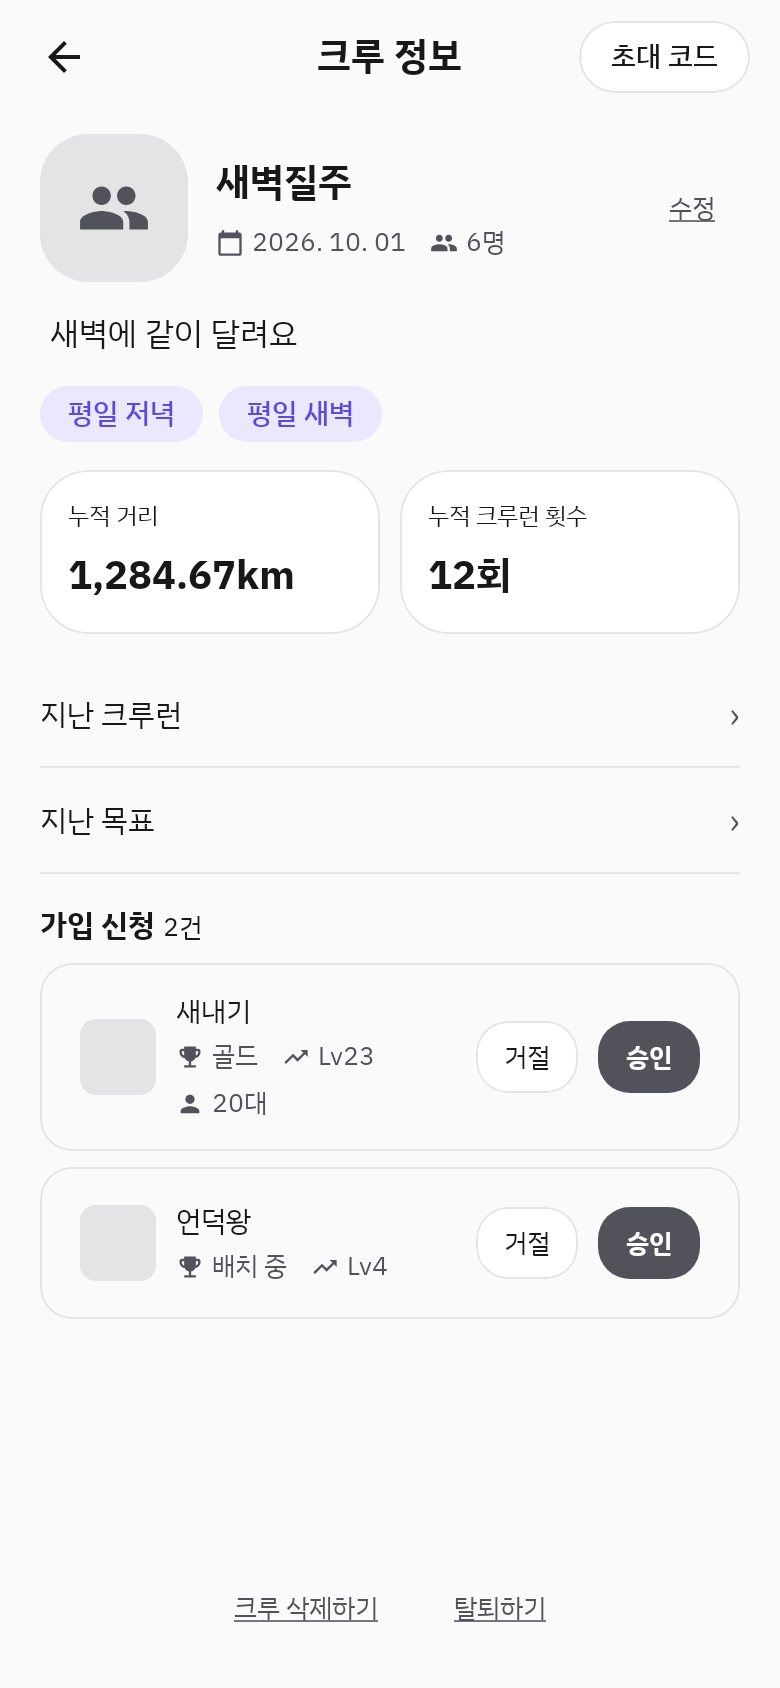 크루 정보
초대 코드
새벽질주
수정
2026. 10. 01 6명
새벽에 같이 달려요
평일 저녁 평일 새벽
누적 거리
1,284.67km
누적 크루런 횟수
12회
지난 크루런
지난 목표
가입 신청 2건
새내기
골드 Lv23
20대
거절 승인
언덕왕
배치 중 Lv4
거절 승인
크루 삭제하기 탈퇴하기